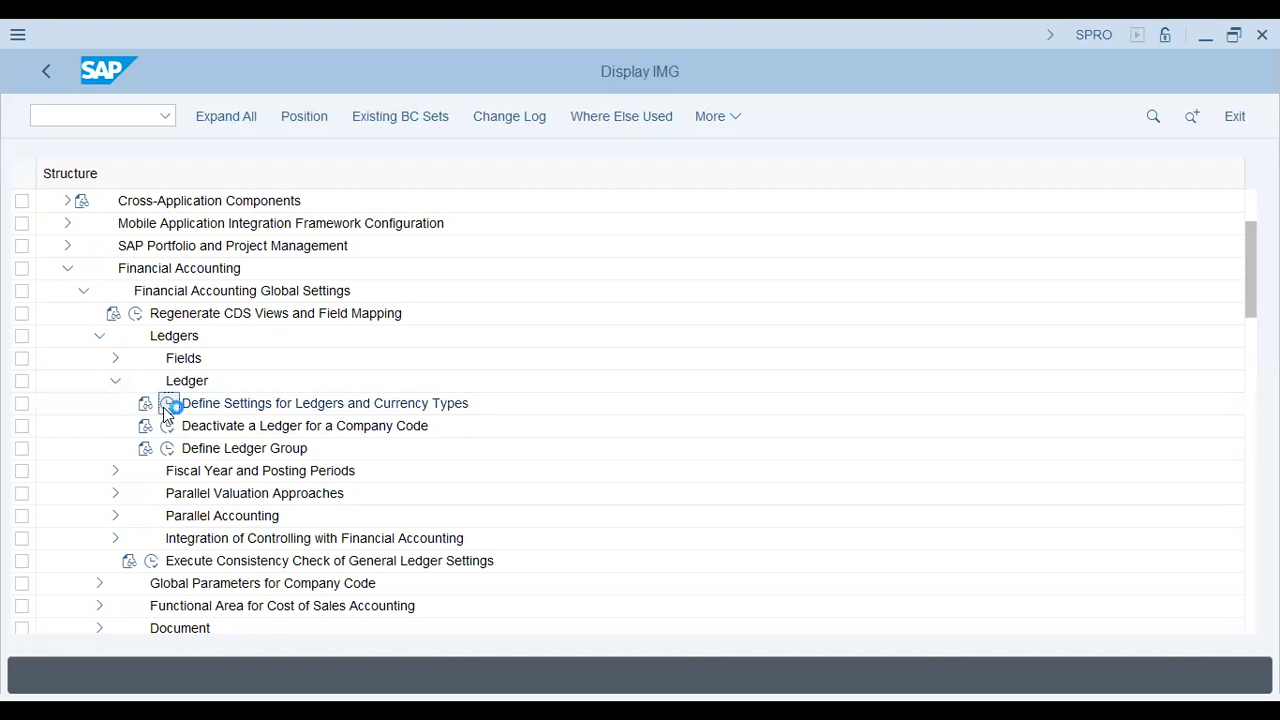 SPRO
SAP
Display IMG
Expand All Position Existing BC Sets Change Log Where Else Used More Exit
Structure
Cross-Application Components
Mobile Application Integration Framework Configuration
SAP Portfolio and Project Management
Financial Accounting
Financial Accounting Global Settings
Regenerate CDS Views and Field Mapping
Ledgers
Fields
Ledger
Define Settings for Ledgers and Currency Types
Deactivate a Ledger for a Company Code
Define Ledger Group
Fiscal Year and Posting Periods
Parallel Valuation Approaches
Parallel Accounting
Integration of Controlling with Financial Accounting
Execute Consistency Check of General Ledger Settings
Global Parameters for Company Code
Functional Area for Cost of Sales Accounting
Document